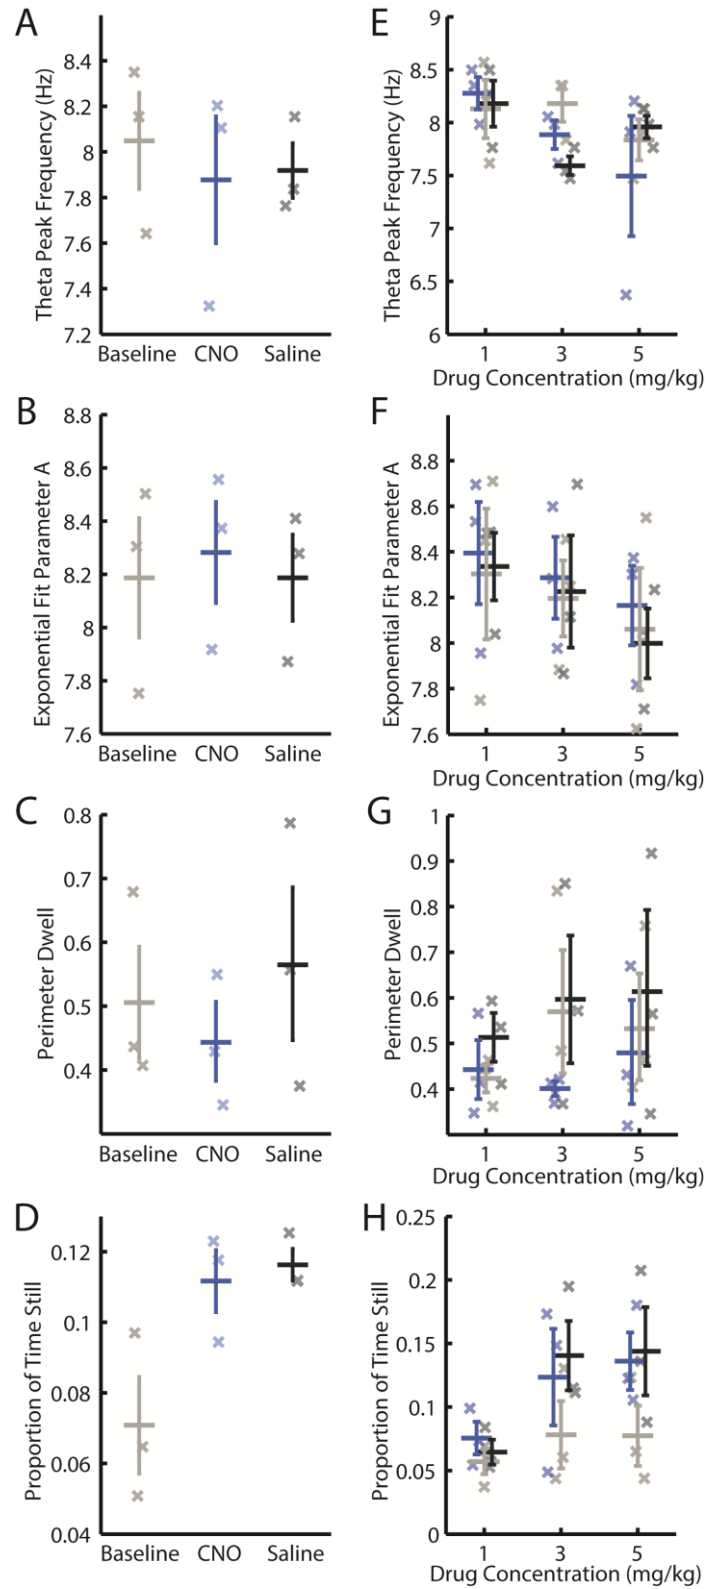 A
Theta Peak Frequency (Hz)
8.4
8.2
8
7.8
7.6
7.4
7.2
Baseline CNO Saline
E
Theta Peak Frequency (Hz)
9
8.5
8
7.5
7
6.5
6
1 3 5
Drug Concentration (mg/kg)
B
Exponential Fit Parameter A
8.8
8.6
8.4
8.2
8
7.8
7.6
Baseline CNO Saline
F
Exponential Fit Parameter A
8.8
8.6
8.4
8.2
8
7.8
7.6
1 3 5
Drug Concentration (mg/kg)
C
Perimeter Dwell
0.8
0.7
0.6
0.5
0.4
Baseline CNO Saline
G
Perimeter Dwell
1
0.9
0.8
0.7
0.6
0.5
0.4
1 3 5
Drug Concentration (mg/kg)
D
Proportion of Time Still
0.12
0.1
0.08
0.06
0.04
Baseline CNO Saline
H
Proportion of Time Still
0.25
0.2
0.15
0.1
0.05
0
1 3 5
Drug Concentration (mg/kg)